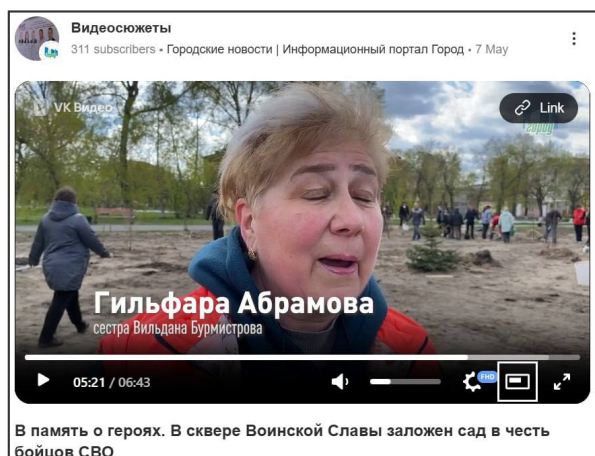 Видеосюжеты
311 subscribers • Городские новости | Информационный портал Город • 7 May
VK Видео
Link
город
Гильфара Абрамова
сестра Вильдана Бурмистрова
05:21 / 06:43
FHD
В память о героях. В сквере Воинской Славы заложен сад в честь
бойцов СВО